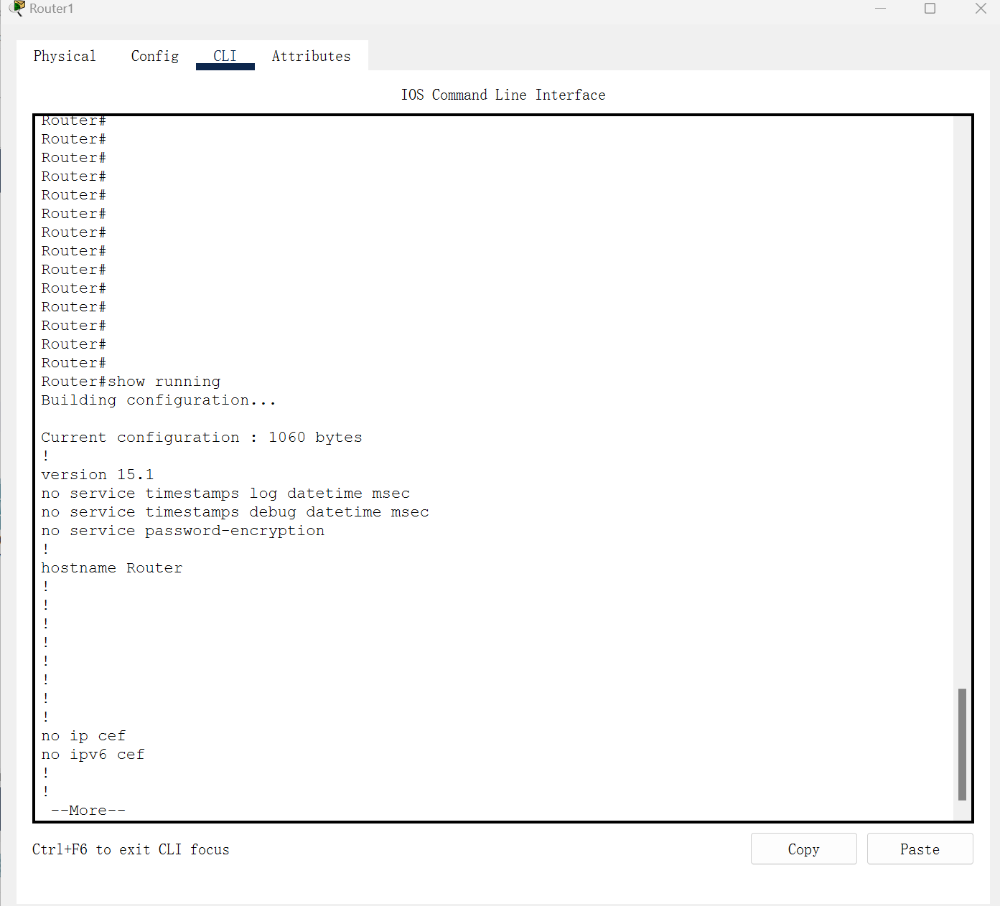 Router1
Physical Config CLI Attributes
IOS Command Line Interface
Router#
Router#
Router#
Router#
Router#
Router#
Router#
Router#
Router#
Router#
Router#
Router#
Router#
Router#
Router#show running
Building configuration...
Current configuration : 1060 bytes
!
version 15.1
no service timestamps log datetime msec
no service timestamps debug datetime msec
no service password-encryption
!
hostname Router
!
!
!
!
!
!
!
!
no ip cef
no ipv6 cef
!
!
--More--
Ctrl+F6 to exit CLI focus
Copy Paste